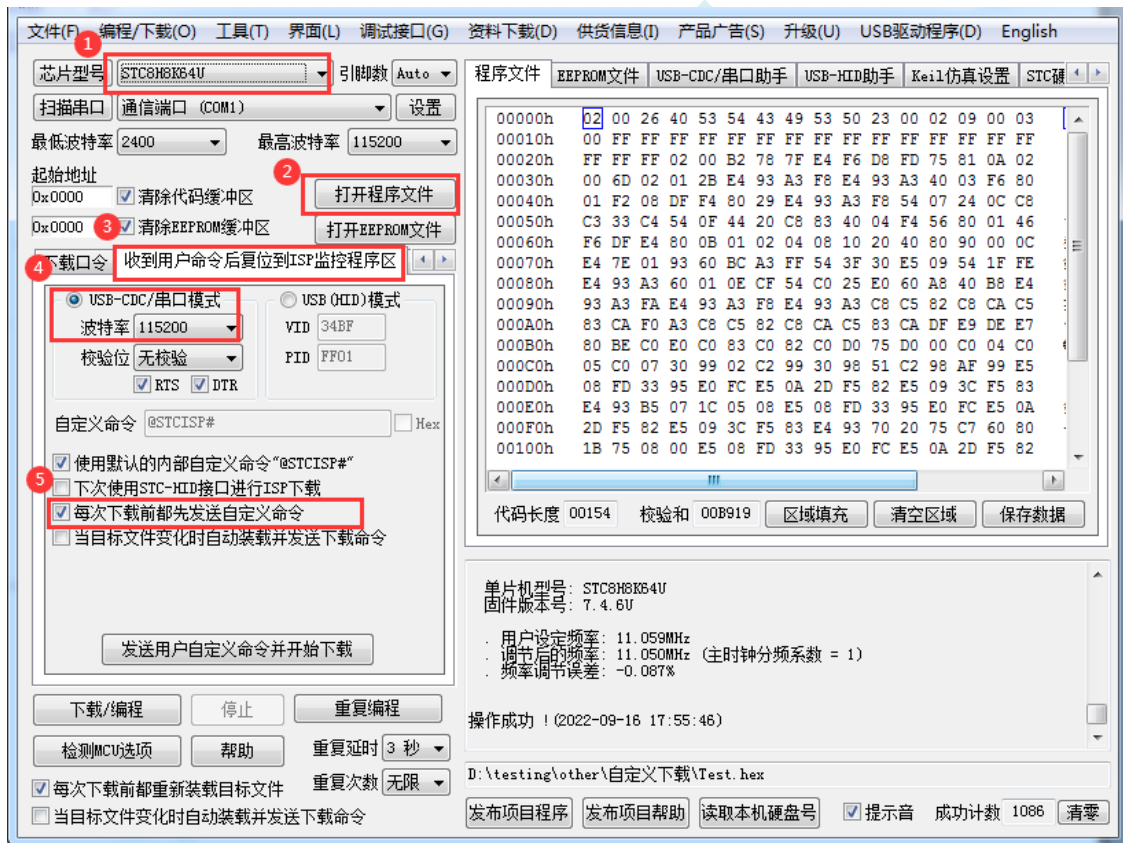 文件(F) 编程/下载(O) 工具(T) 界面(L) 调试接口(G) 资料下载(D) 供货信息(I) 产品广告(S) 升级(U) USB驱动程序(D) English
1
芯片型号 STC8H8K64U 引脚数 Auto
扫描串口 通信端口 (COM1) 设置
最低波特率 2400 最高波特率 115200
起始地址
2
0x0000 清除代码缓冲区 打开程序文件
0x0000 3 清除EEPROM缓冲区 打开EEPROM文件
4 下载口令 收到用户命令后复位到ISP监控程序区
USB-CDC/串口模式 USB(HID)模式
波特率 115200 VID 34BF
校验位 无校验 PID FF01
RTS DTR
自定义命令 @STCISP# Hex
使用默认的内部自定义命令"@STCISP#"
5
下次使用STC-HID接口进行ISP下载
每次下载前都先发送自定义命令
当目标文件变化时自动装载并发送下载命令
发送用户自定义命令并开始下载
下载/编程 停止 重复编程
检测MCU选项 帮助 重复延时 3 秒
每次下载前都重新装载目标文件 重复次数 无限
当目标文件变化时自动装载并发送下载命令
程序文件 EEPROM文件 USB-CDC/串口助手 USB-HID助手 Keil仿真设置 STC
00000h 02 00 26 40 53 54 43 49 53 50 23 00 02 09 00 03
00010h 00 FF FF FF FF FF FF FF FF FF FF FF FF FF FF FF
00020h FF FF FF 02 00 B2 78 7F E4 F6 D8 FD 75 81 0A 02
00030h 00 6D 02 01 2B E4 93 A3 F8 E4 93 A3 40 03 F6 80
00040h 01 F2 08 DF F4 80 29 E4 93 A3 F8 54 07 24 0C C8
00050h C3 33 C4 54 0F 44 20 C8 83 40 04 F4 56 80 01 46
00060h F6 DF E4 80 0B 01 02 04 08 10 20 40 80 90 00 0C
00070h E4 7E 01 93 60 BC A3 FF 54 3F 30 E5 09 54 1F FE
00080h E4 93 A3 60 01 0E CF 54 C0 25 E0 60 A8 40 B8 E4
00090h 93 A3 FA E4 93 A3 F8 E4 93 A3 C8 C5 82 C8 CA C5
000A0h 83 CA F0 A3 C8 C5 82 C8 CA C5 83 CA DF E9 DE E7
000B0h 80 BE C0 E0 C0 83 C0 82 C0 D0 75 D0 00 C0 04 C0
000C0h 05 C0 07 30 99 02 C2 99 30 98 51 C2 98 AF 99 E5
000D0h 08 FD 33 95 E0 FC E5 0A 2D F5 82 E5 09 3C F5 83
000E0h E4 93 B5 07 1C 05 08 E5 08 FD 33 95 E0 FC E5 0A
000F0h 2D F5 82 E5 09 3C F5 83 E4 93 70 20 75 C7 60 80
00100h 1B 75 08 00 E5 08 FD 33 95 E0 FC E5 0A 2D F5 82
代码长度 00154 校验和 00B919 区域填充 清空区域 保存数据
单片机型号: STC8H8K64U
固件版本号: 7.4.6U
. 用户设定频率: 11.059MHz
. 调节后的频率: 11.050MHz (主时钟分频系数 = 1)
. 频率调节误差: -0.087%
操作成功 !(2022-09-16 17:55:46)
D:\testing\other\自定义下载\Test.hex
发布项目程序 发布项目帮助 读取本机硬盘号 提示音 成功计数 1086 清零